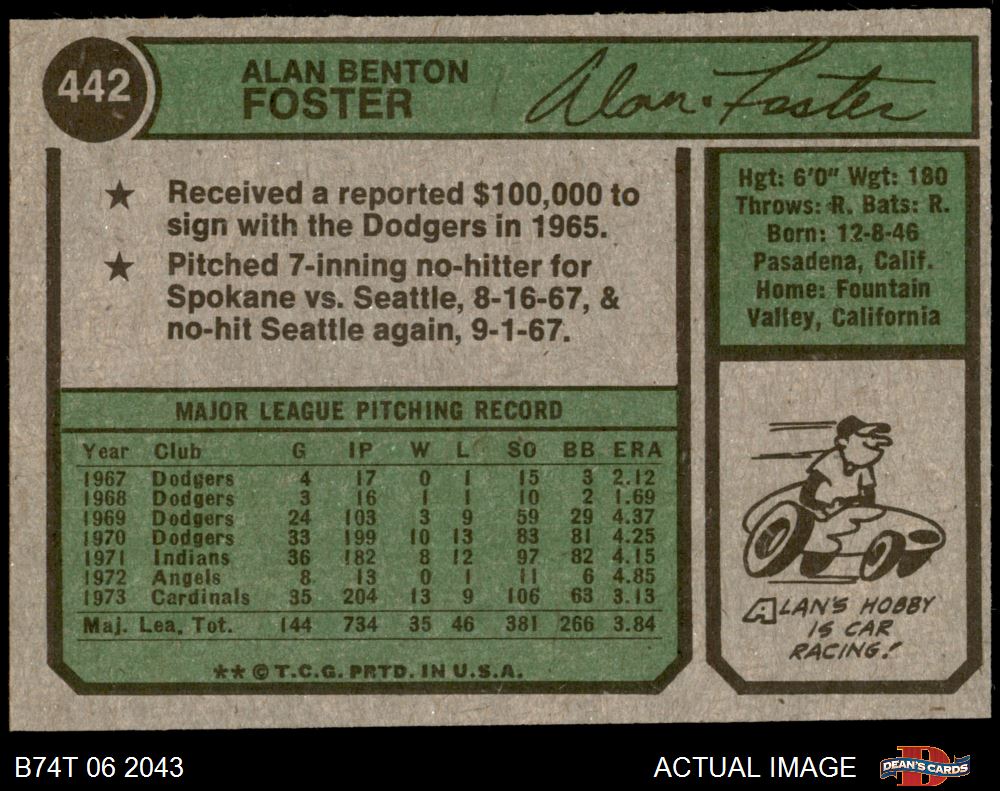 442
ALAN BENTON
FOSTER
Alan Foster
★ Received a reported $100,000 to
sign with the Dodgers in 1965.
★ Pitched 7-inning no-hitter for
Spokane vs. Seattle, 8-16-67, &
no-hit Seattle again, 9-1-67.
Hgt: 6'0" Wgt: 180
Throws: R. Bats: R.
Born: 12-8-46
Pasadena, Calif.
Home: Fountain
Valley, California
MAJOR LEAGUE PITCHING RECORD
Year Club G IP W L SO BB ERA
1967 Dodgers 4 17 0 1 15 3 2.12
1968 Dodgers 3 16 1 1 10 2 1.69
1969 Dodgers 24 103 3 9 59 29 4.37
1970 Dodgers 33 199 10 13 83 81 4.25
1971 Indians 36 182 8 12 97 82 4.15
1972 Angels 8 13 0 1 11 6 4.85
1973 Cardinals 35 204 13 9 106 63 3.13
Maj. Lea. Tot. 144 734 35 46 381 266 3.84
** © T.C.G. PRTD. IN U.S.A.
ALAN'S HOBBY
IS CAR
RACING!
B74T 06 2043
ACTUAL IMAGE
D
DEAN'S CARDS